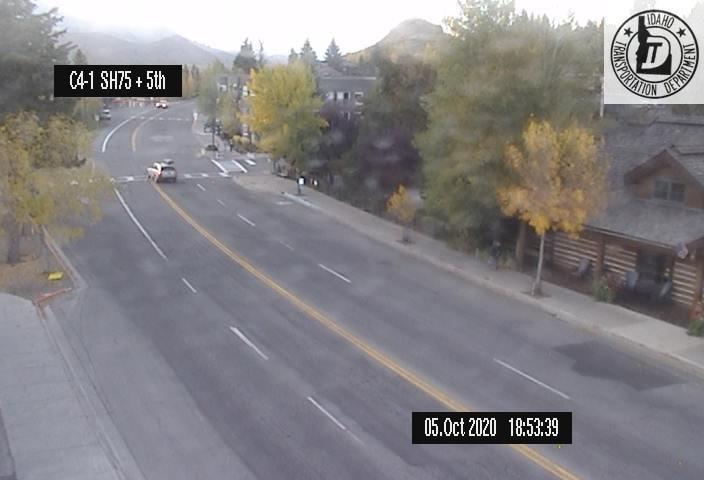 C4-1 SH75 + 5th
IDAHO
TRANSPORTATION DEPARTMENT
05.Oct 2020 18:53:39